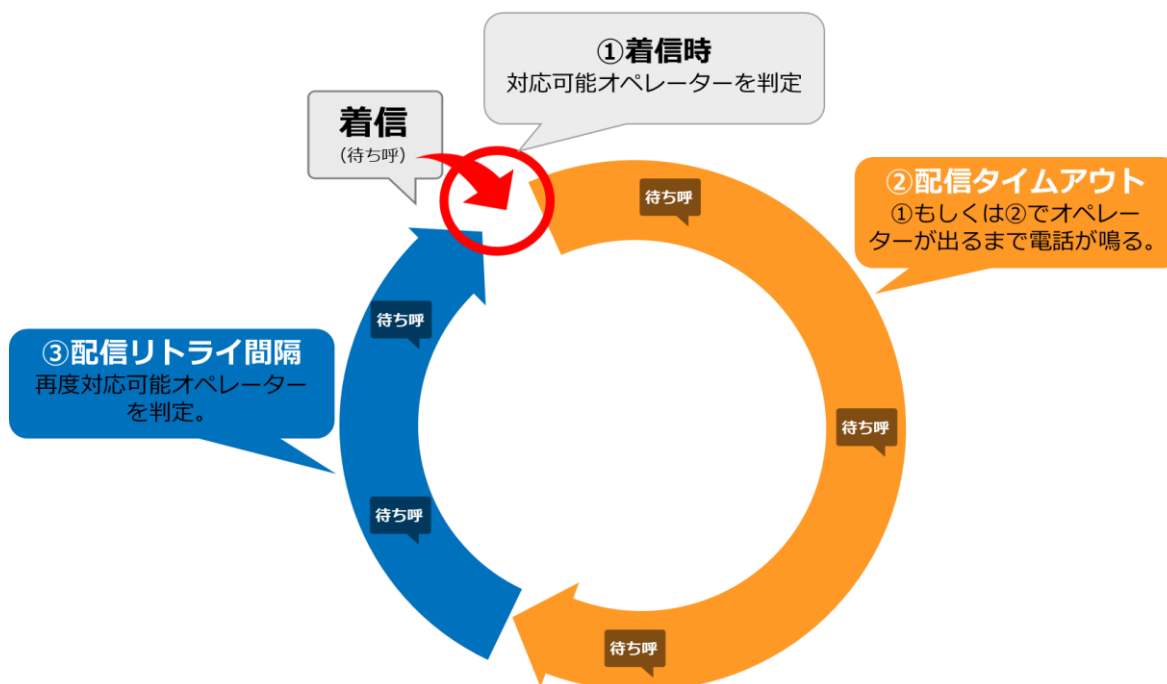 ①着信時
対応可能オペレーターを判定
着信
(待ち呼)
待ち呼
②配信タイムアウト
①もしくは②でオペレー
ターが出るまで電話が鳴る。
待ち呼
③配信リトライ間隔
再度対応可能オペレーター
を判定。
待ち呼
待ち呼
待ち呼